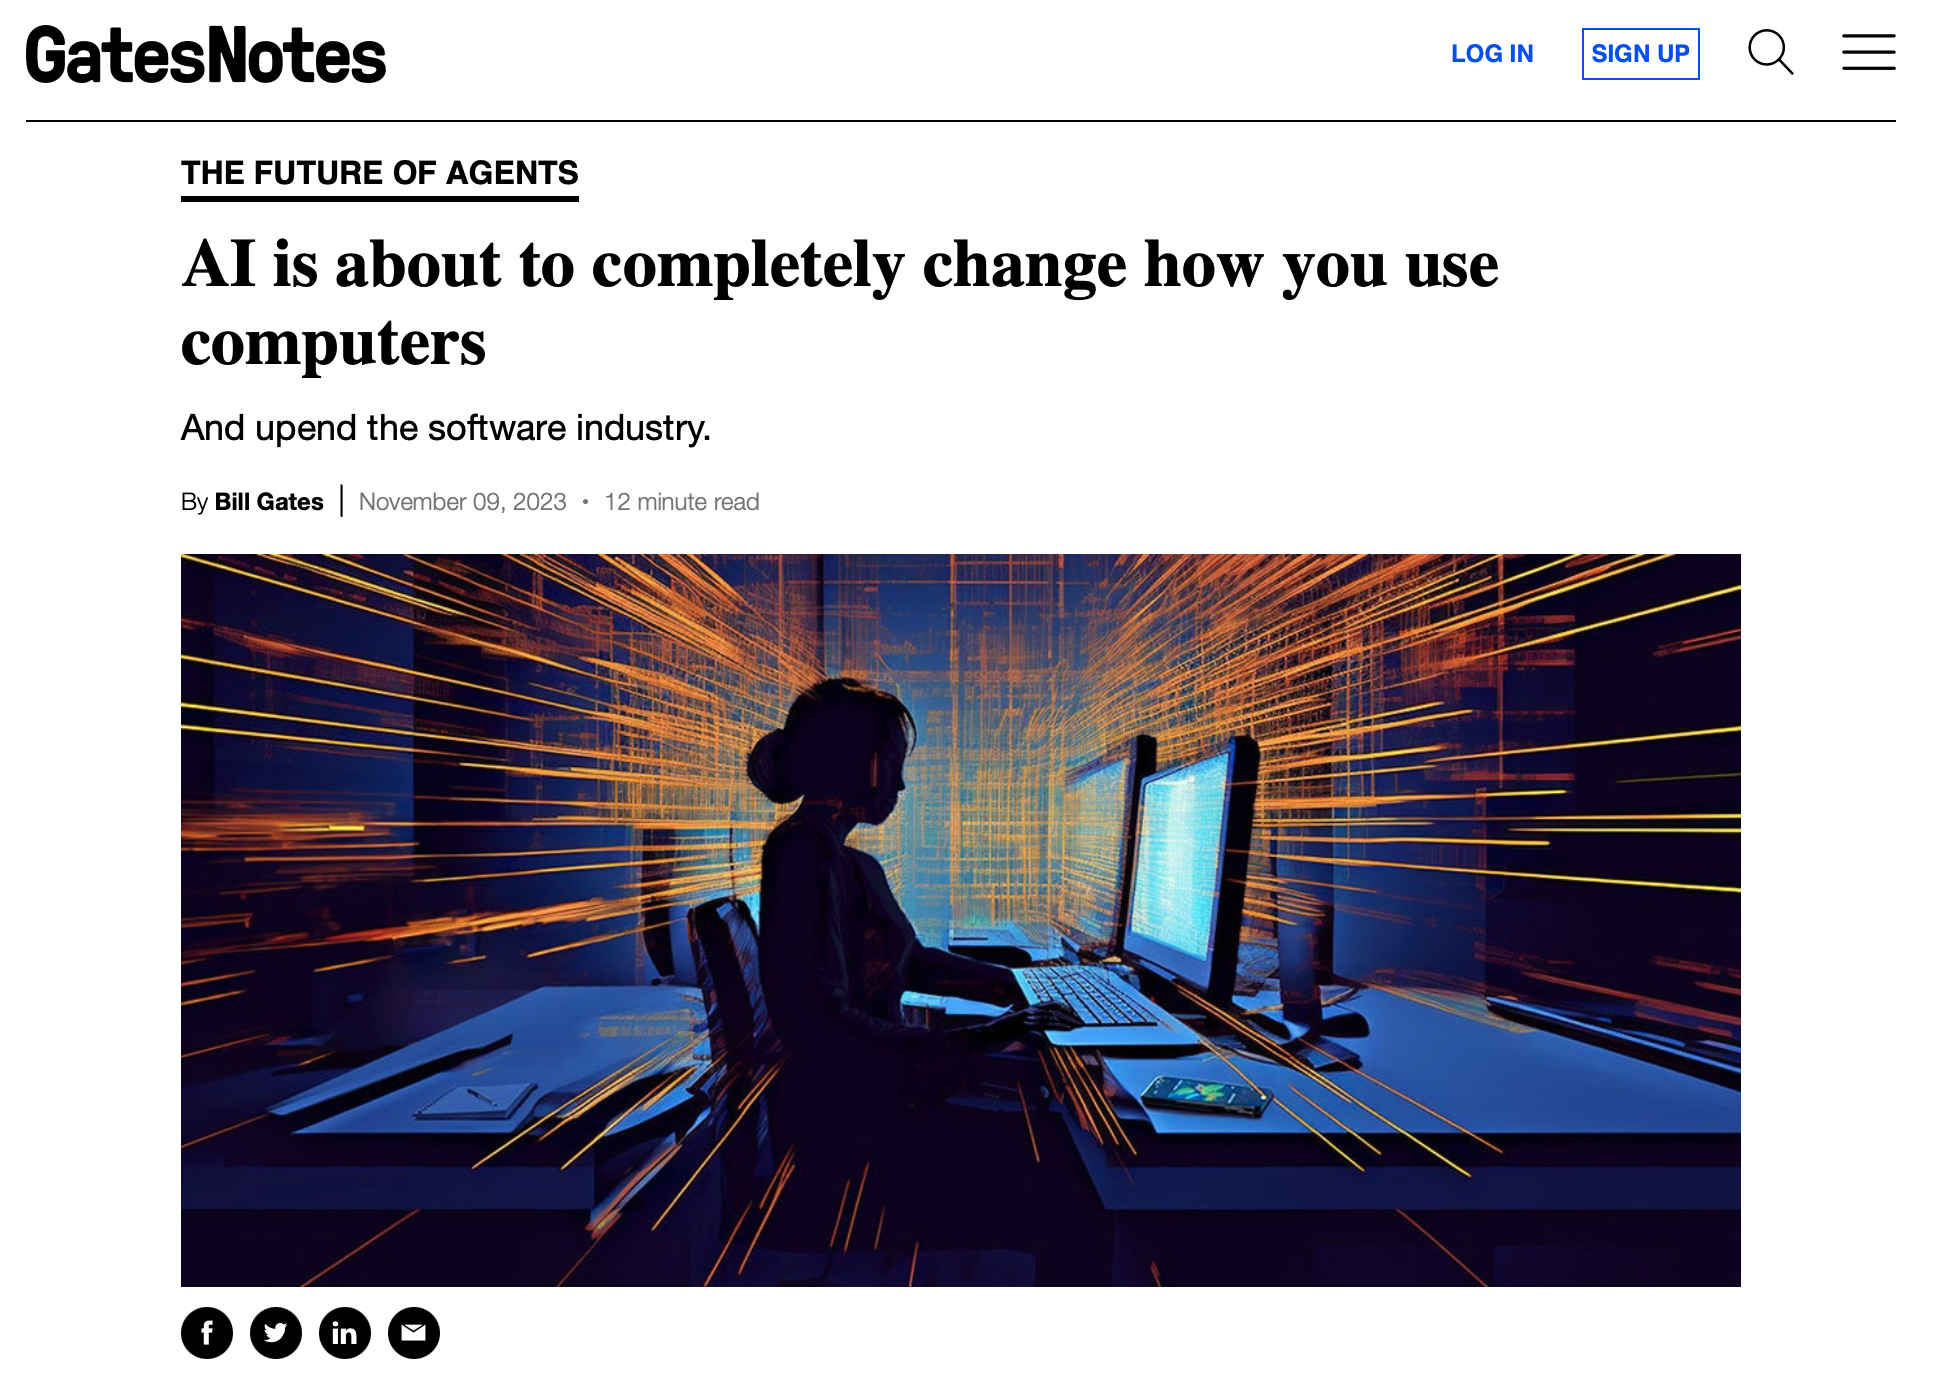 GatesNotes
LOG IN
SIGN UP
THE FUTURE OF AGENTS
AI is about to completely change how you use
computers
And upend the software industry.
By Bill Gates | November 09, 2023 • 12 minute read